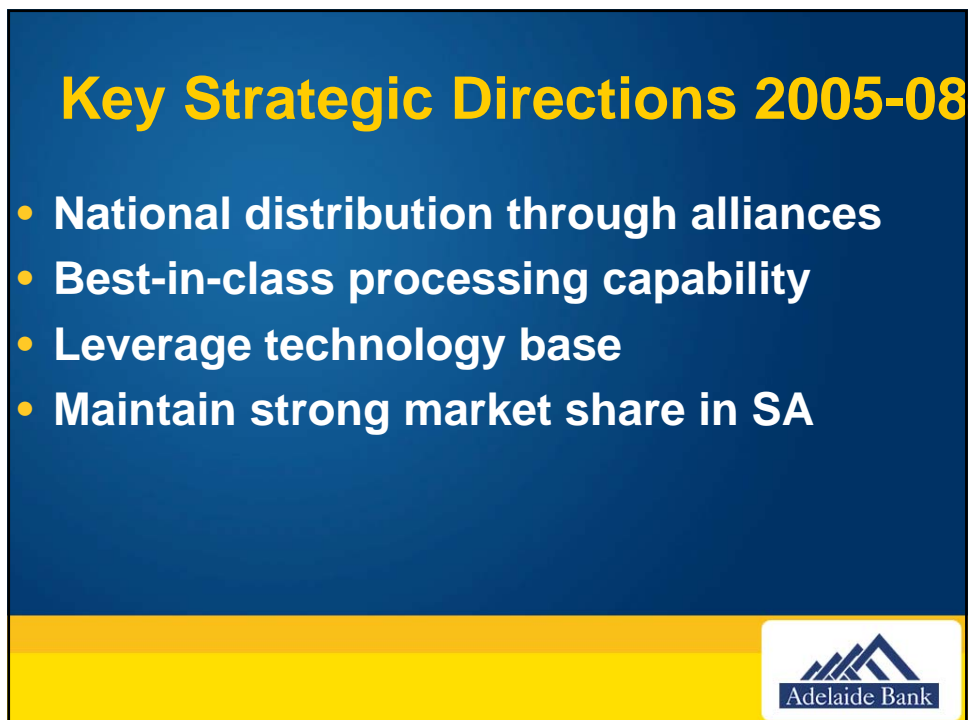 Key Strategic Directions 2005-08
• National distribution through alliances
• Best-in-class processing capability
• Leverage technology base
• Maintain strong market share in SA
Adelaide Bank